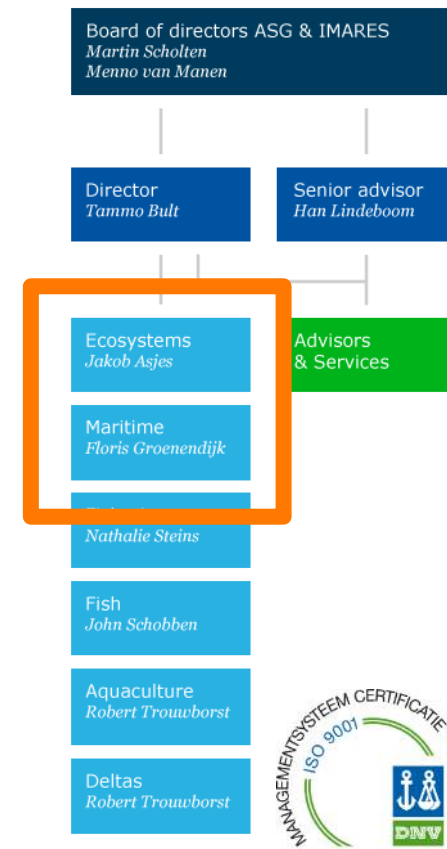 Board of directors ASG & IMARES
Martin Scholten
Menno van Manen
Director
Tammo Bult
Senior advisor
Han Lindeboom
Ecosystems
Jakob Asjes
Advisors
& Services
Maritime
Floris Groenendijk
Nathalie Steins
Fish
John Schobben
Aquaculture
Robert Trouwborst
Deltas
Robert Trouwborst
MANAGEMENTSYSTEEM CERTIFICATIE
ISO 9001
DNV